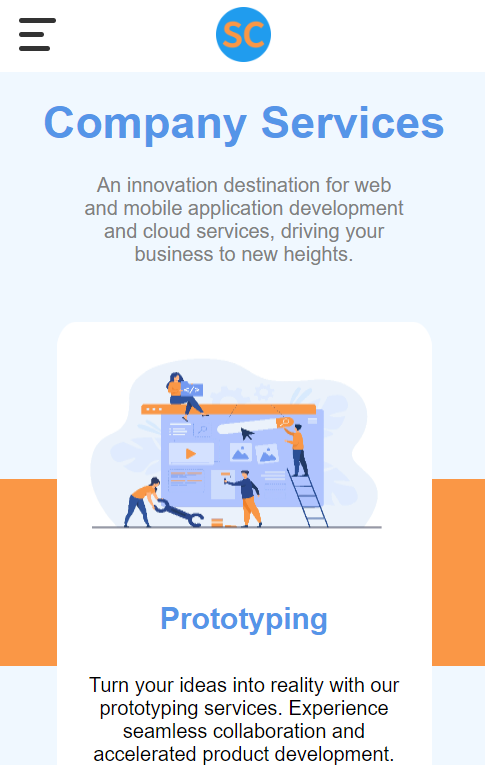 SC
Company Services
An innovation destination for web
and mobile application development
and cloud services, driving your
business to new heights.
</>
Prototyping
Turn your ideas into reality with our
prototyping services. Experience
seamless collaboration and
accelerated product development.